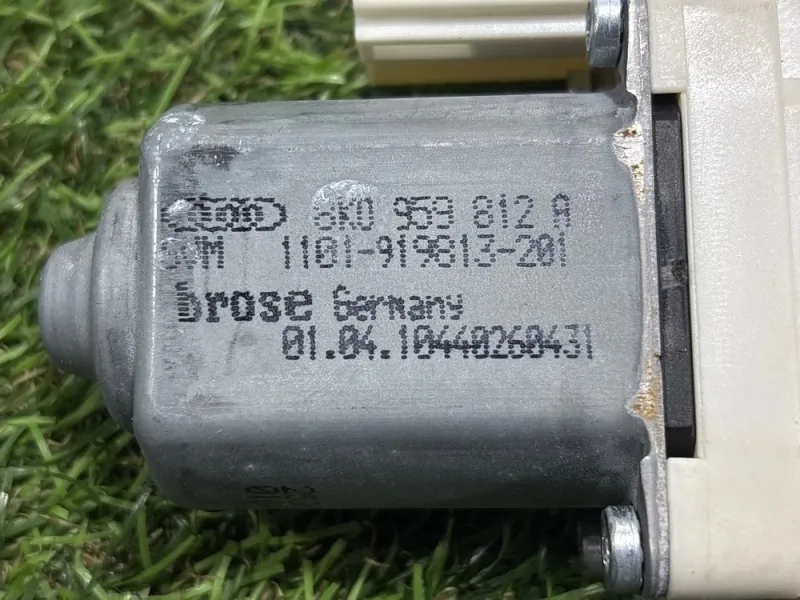 8K0 959 812 A
1101-919813-201
brose Germany
01.04.10440260431